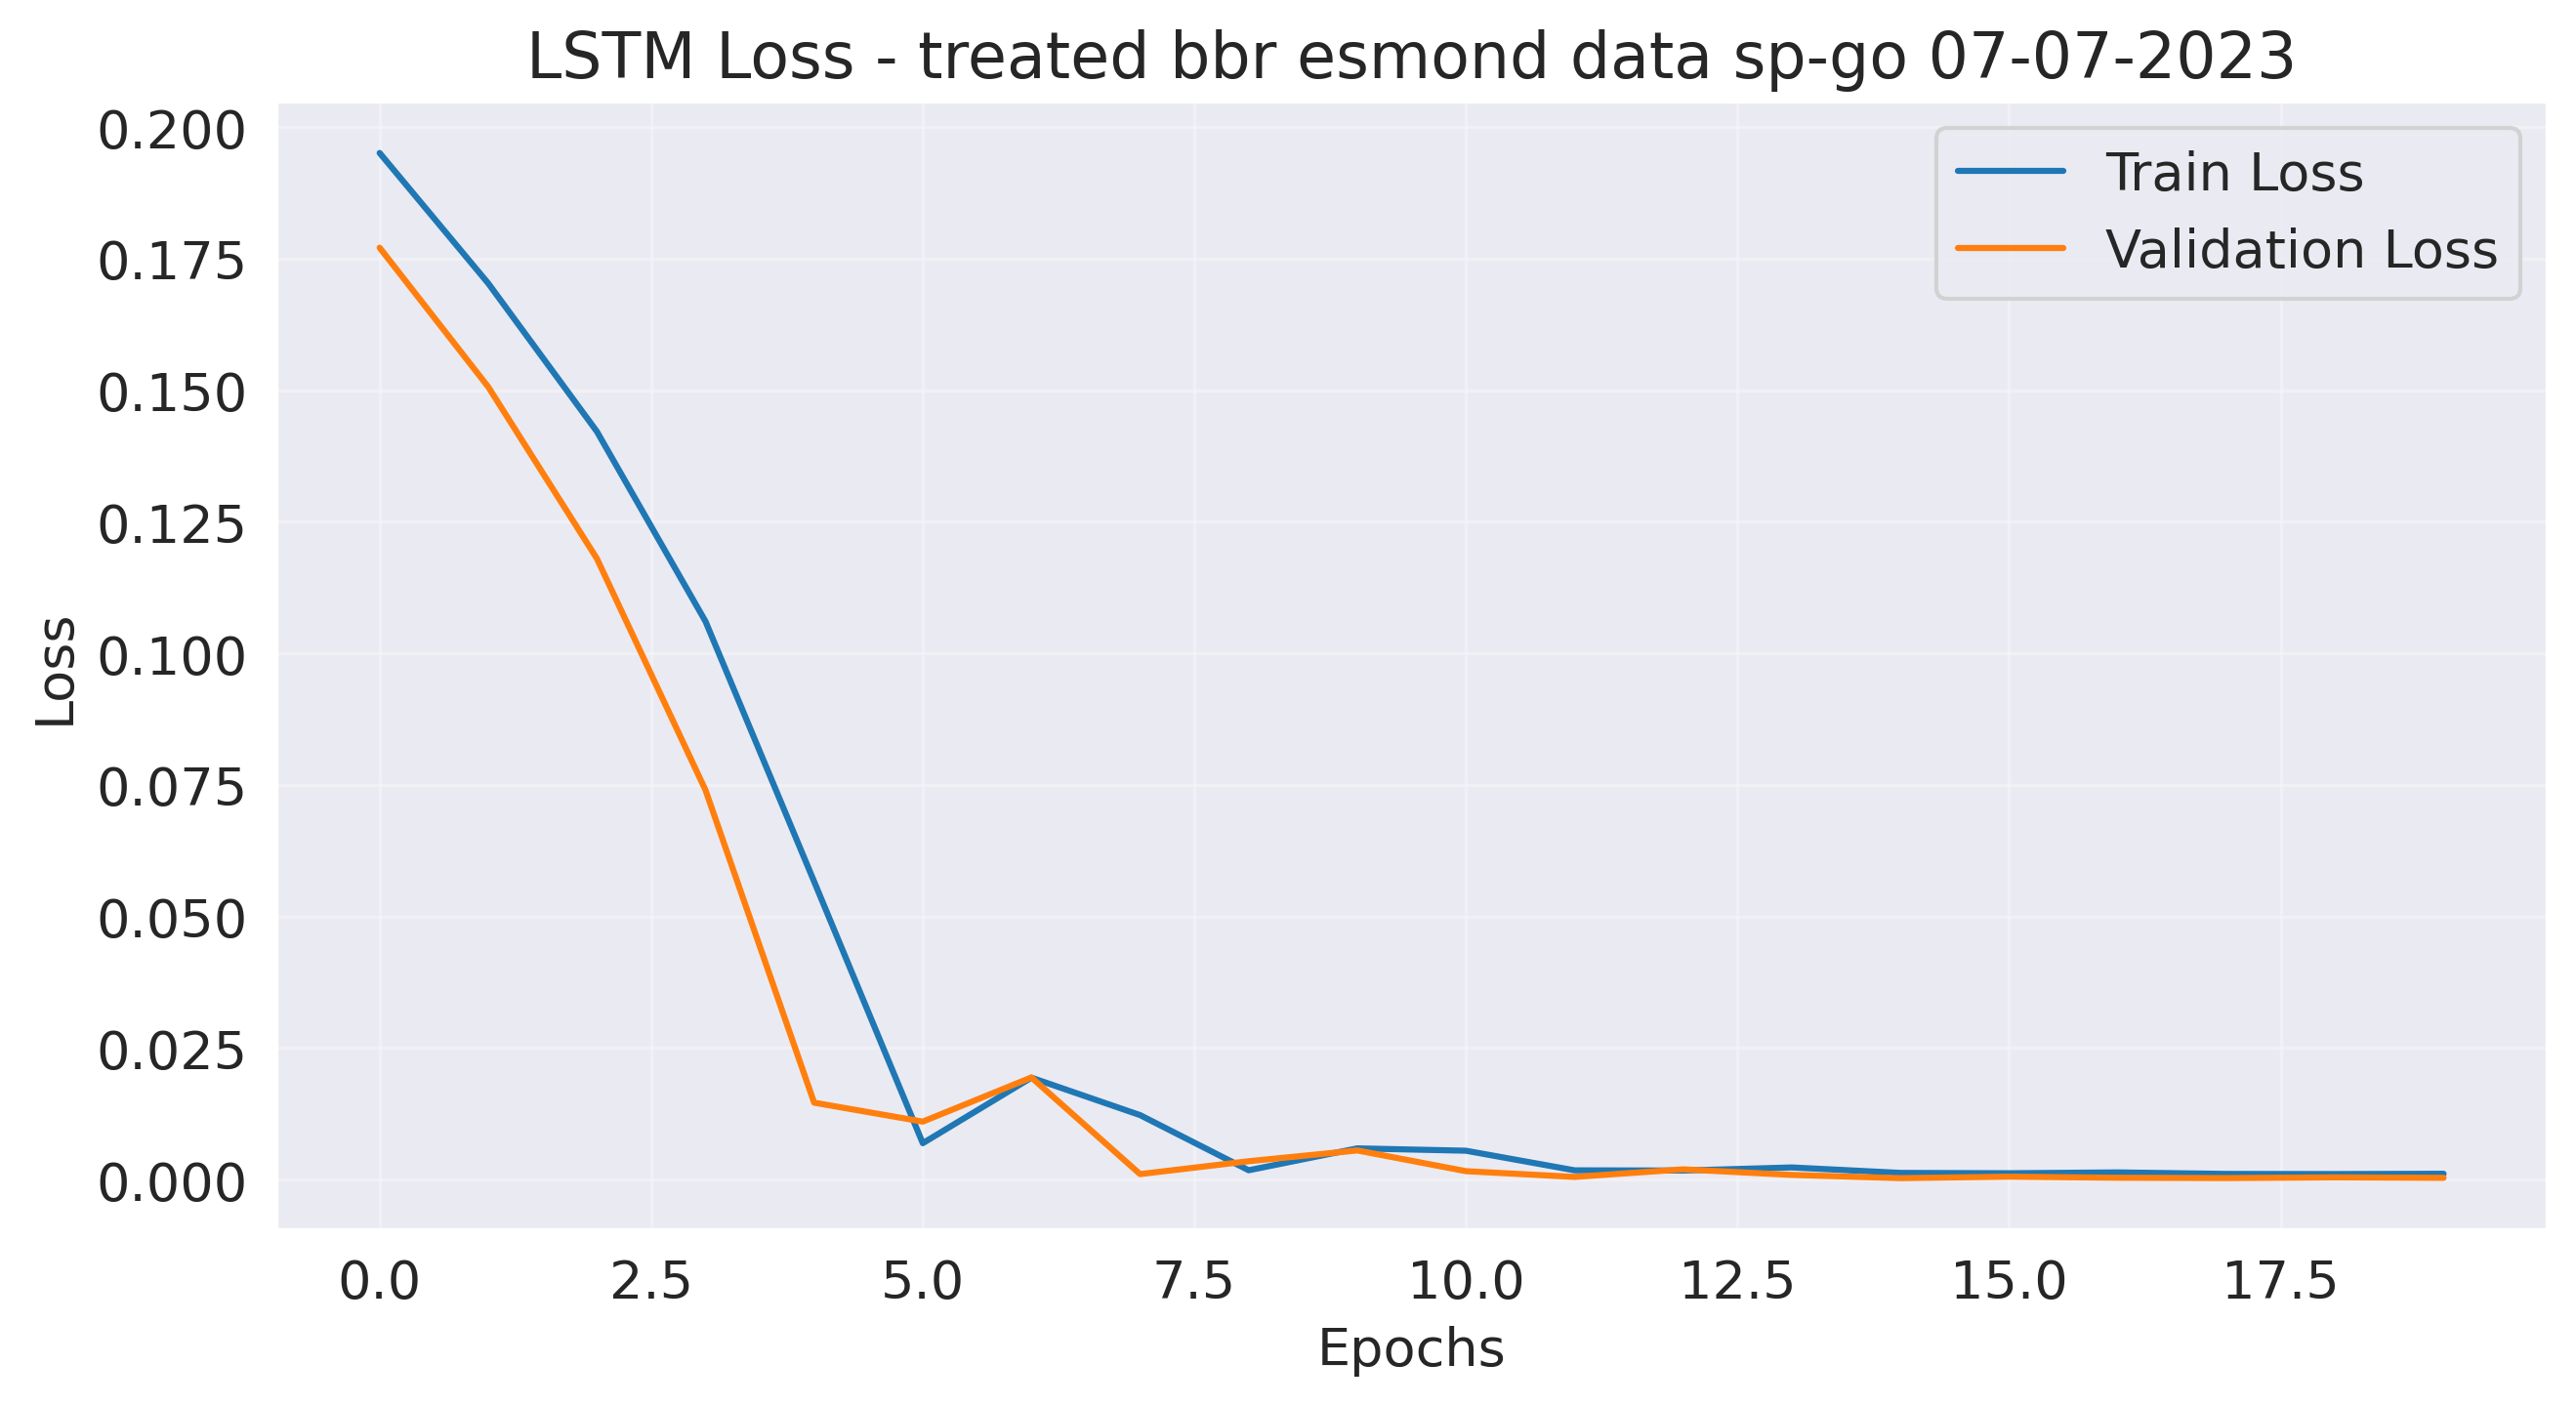 LSTM Loss - treated bbr esmond data sp-go 07-07-2023
0.200
0.175
0.150
0.125
0.100
0.075
0.050
0.025
0.000
Loss
Train Loss
Validation Loss
0.0 2.5 5.0 7.5 10.0 12.5 15.0 17.5
Epochs